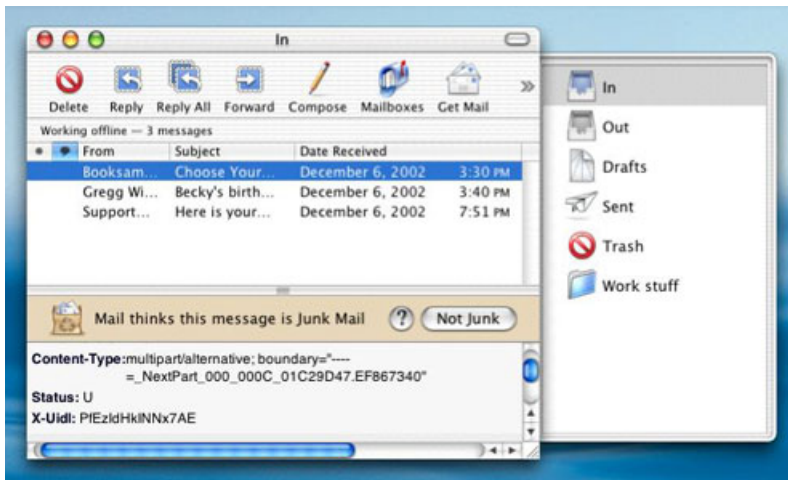 In
Delete Reply Reply All Forward Compose Mailboxes Get Mail
Working offline — 3 messages
From Subject Date Received
Booksam... Choose Your... December 6, 2002 3:30 PM
Gregg Wi... Becky's birth... December 6, 2002 3:40 PM
Support... Here is your... December 6, 2002 7:51 PM
Mail thinks this message is Junk Mail ? Not Junk
Content-Type:multipart/alternative; boundary="----
=_NextPart_000_000C_01C29D47.EF867340"
Status: U
X-Uidl: PfEzldHklNNx7AE
In
Out
Drafts
Sent
Trash
Work stuff